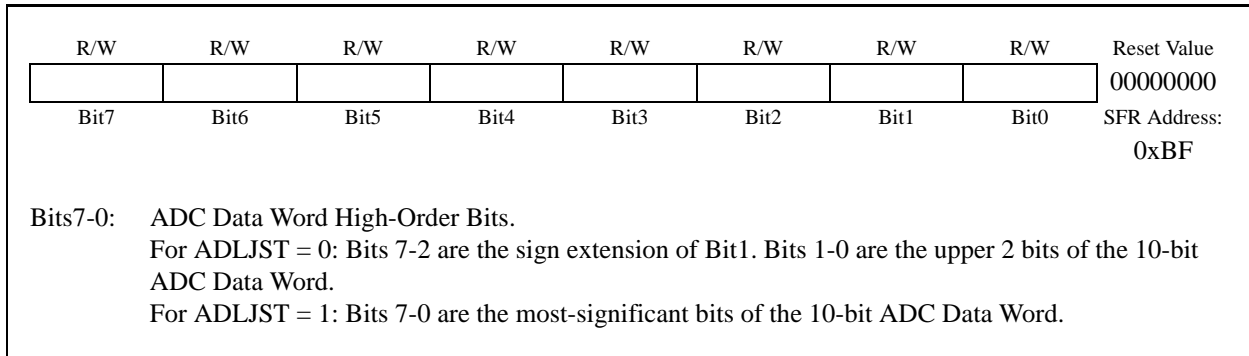 R/W R/W R/W R/W R/W R/W R/W R/W Reset Value
00000000
Bit7 Bit6 Bit5 Bit4 Bit3 Bit2 Bit1 Bit0 SFR Address:
0xBF
Bits7-0: ADC Data Word High-Order Bits.
For ADLJST = 0: Bits 7-2 are the sign extension of Bit1. Bits 1-0 are the upper 2 bits of the 10-bit
ADC Data Word.
For ADLJST = 1: Bits 7-0 are the most-significant bits of the 10-bit ADC Data Word.